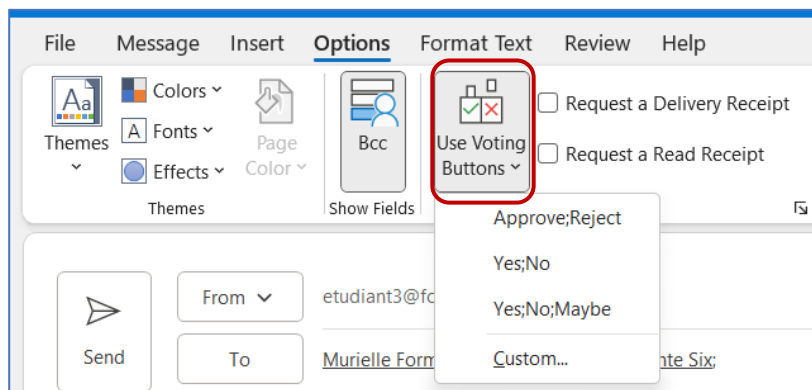 File Message Insert Options Format Text Review Help
Aa
Themes
Colors
Fonts
Effects
Page
Color
Themes
Bcc
Show Fields
Use Voting
Buttons
Request a Delivery Receipt
Request a Read Receipt
Approve;Reject
Yes;No
Yes;No;Maybe
Custom...
Send
From
etudiant3@
To
Murielle
Six;